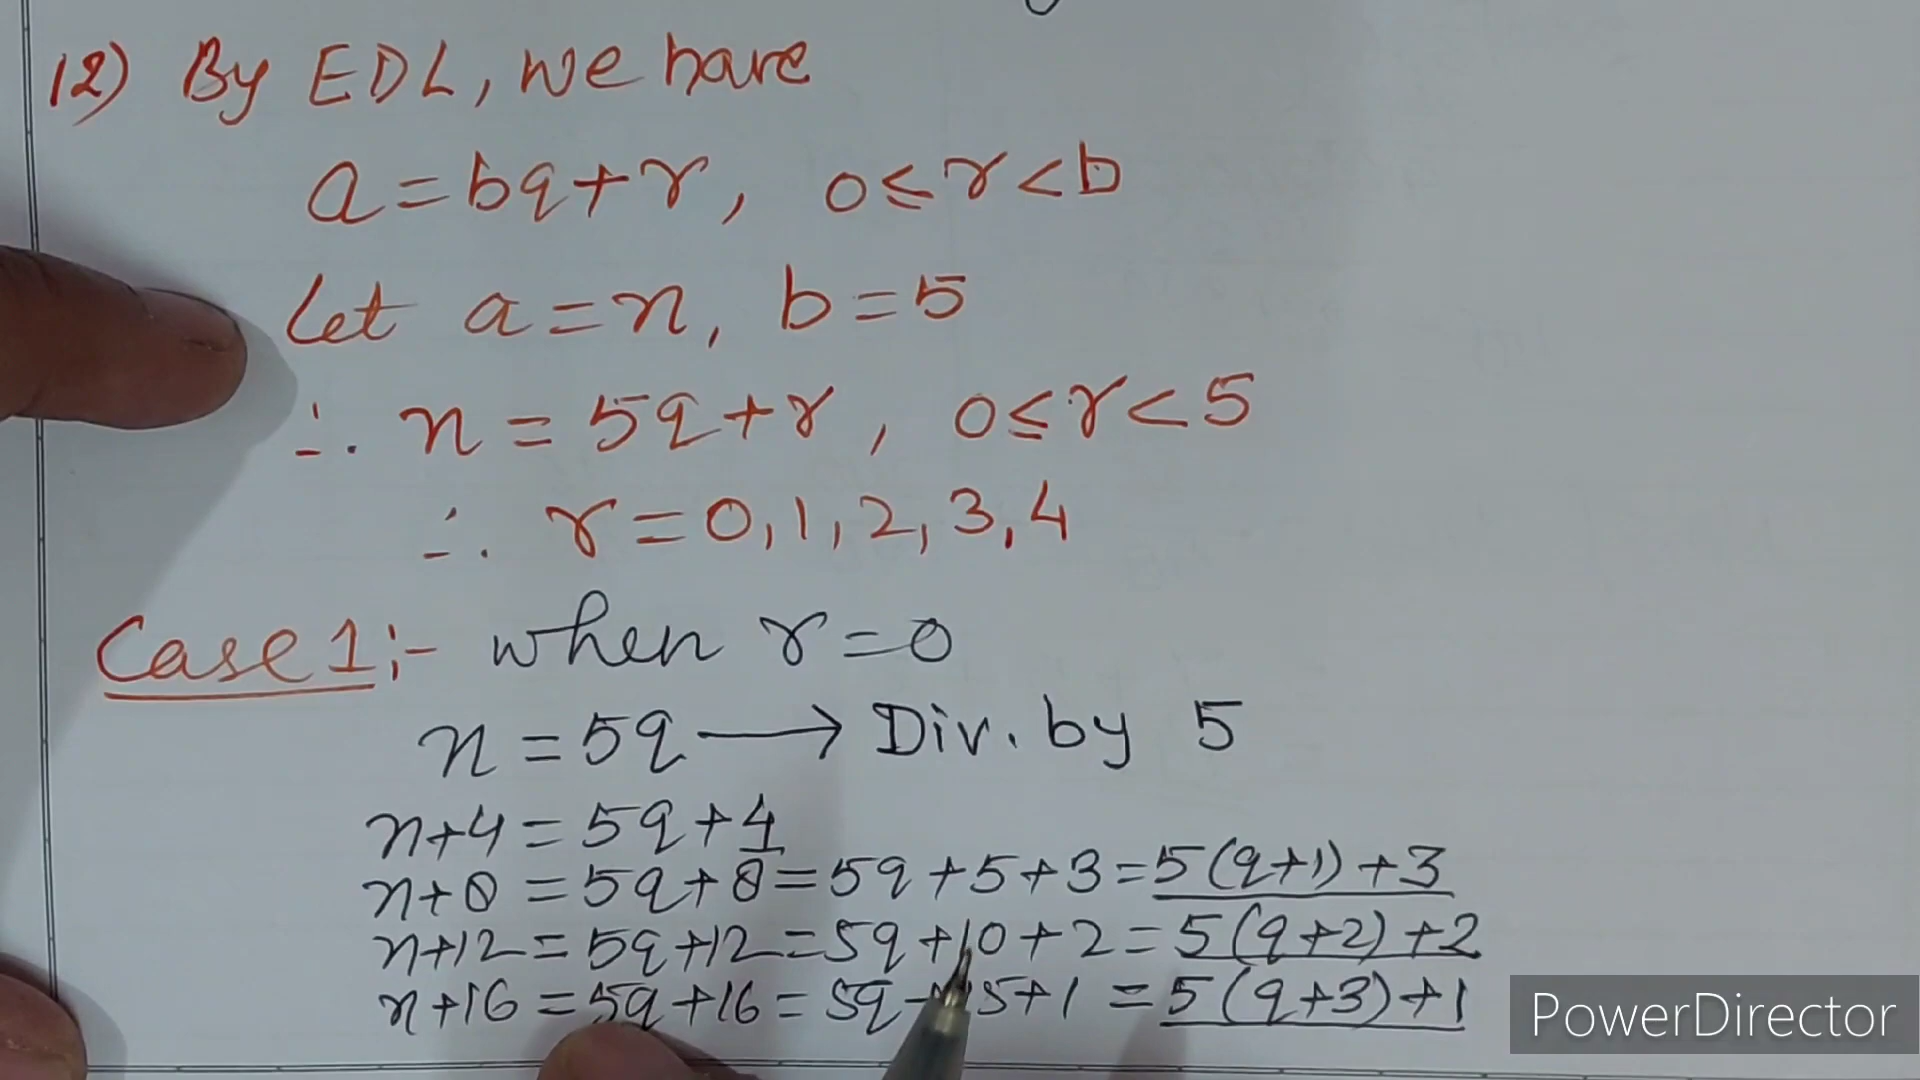 12) By EDL, we have
a = bq + r, 0 ≤ r < b
Let a = n, b = 5
∴ n = 5q + r, 0 ≤ r < 5
∴ r = 0, 1, 2, 3, 4
Case 1:- when r = 0
n = 5q → Div. by 5
n+4 = 5q+4
n+8 = 5q+8 = 5q+5+3 = 5(q+1)+3
n+12 = 5q+12 = 5q+10+2 = 5(q+2)+2
n+16 = 5q+16 = 5q+15+1 = 5(q+3)+1
PowerDirector